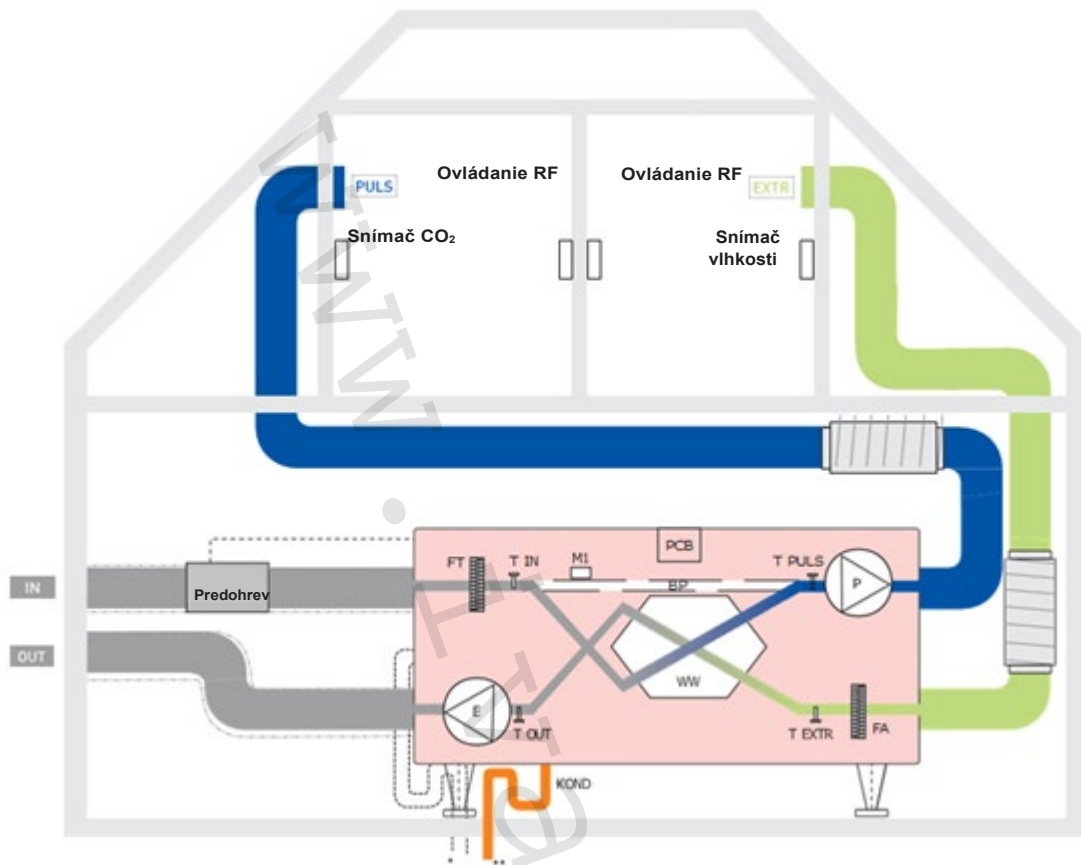 Ovládanie RF
Ovládanie RF
PULS
EXTR
Snímač CO₂
Snímač
vlhkosti
PCB
FT
T IN
M1
T PULS
IN
BP
P
Predohrev
OUT
WW
E
T OUT
T EXTR
FA
KOND